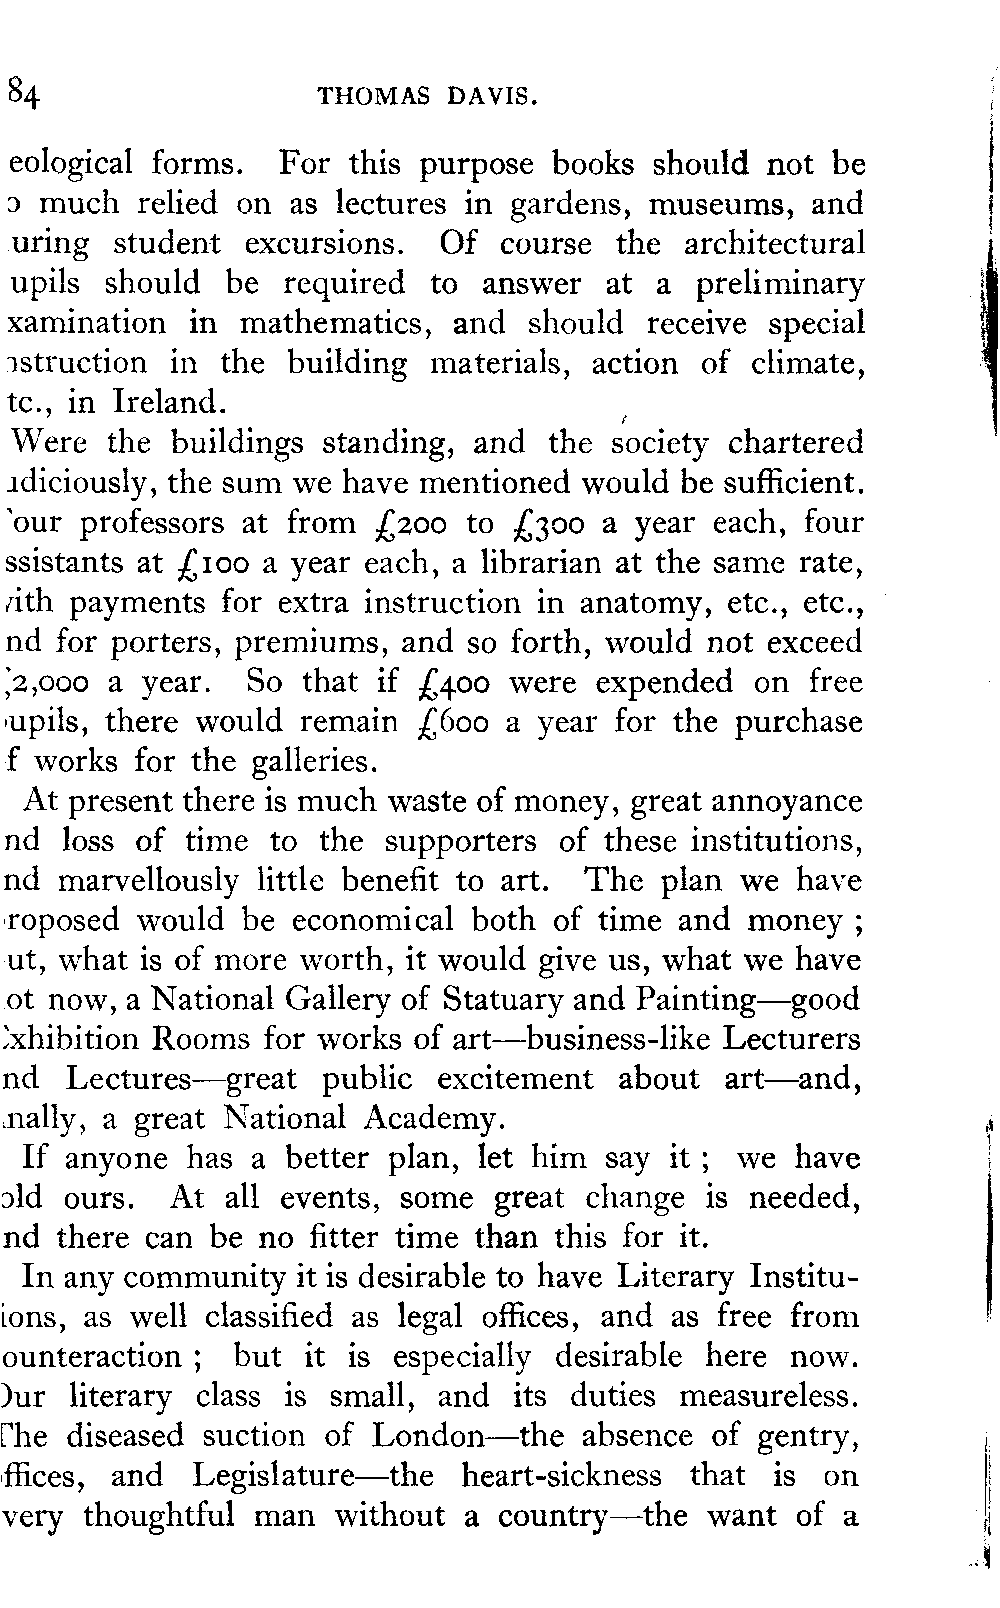 84 THOMAS DAVIS.
eological forms. For this purpose books should not be
much relied on as lectures in gardens, museums, and
uring student excursions. Of course the architectural
upils should be required to answer at a preliminary
xamination in mathematics, and should receive special
struction in the building materials, action of climate,
tc., in Ireland.
Were the buildings standing, and the society chartered
diciously, the sum we have mentioned would be sufficient.
our professors at from £200 to £300 a year each, four
ssistants at £100 a year each, a librarian at the same rate,
ith payments for extra instruction in anatomy, etc., etc.,
nd for porters, premiums, and so forth, would not exceed
2,000 a year. So that if £400 were expended on free
upils, there would remain £600 a year for the purchase
f works for the galleries.
At present there is much waste of money, great annoyance
nd loss of time to the supporters of these institutions,
nd marvellously little benefit to art. The plan we have
roposed would be economical both of time and money ;
ut, what is of more worth, it would give us, what we have
ot now, a National Gallery of Statuary and Painting—good
xhibition Rooms for works of art—business-like Lecturers
nd Lectures—great public excitement about art—and,
nally, a great National Academy.
If anyone has a better plan, let him say it ; we have
old ours. At all events, some great change is needed,
nd there can be no fitter time than this for it.
In any community it is desirable to have Literary Institu-
ions, as well classified as legal offices, and as free from
ounteraction ; but it is especially desirable here now.
Our literary class is small, and its duties measureless.
The diseased suction of London—the absence of gentry,
ffices, and Legislature—the heart-sickness that is on
very thoughtful man without a country—the want of a